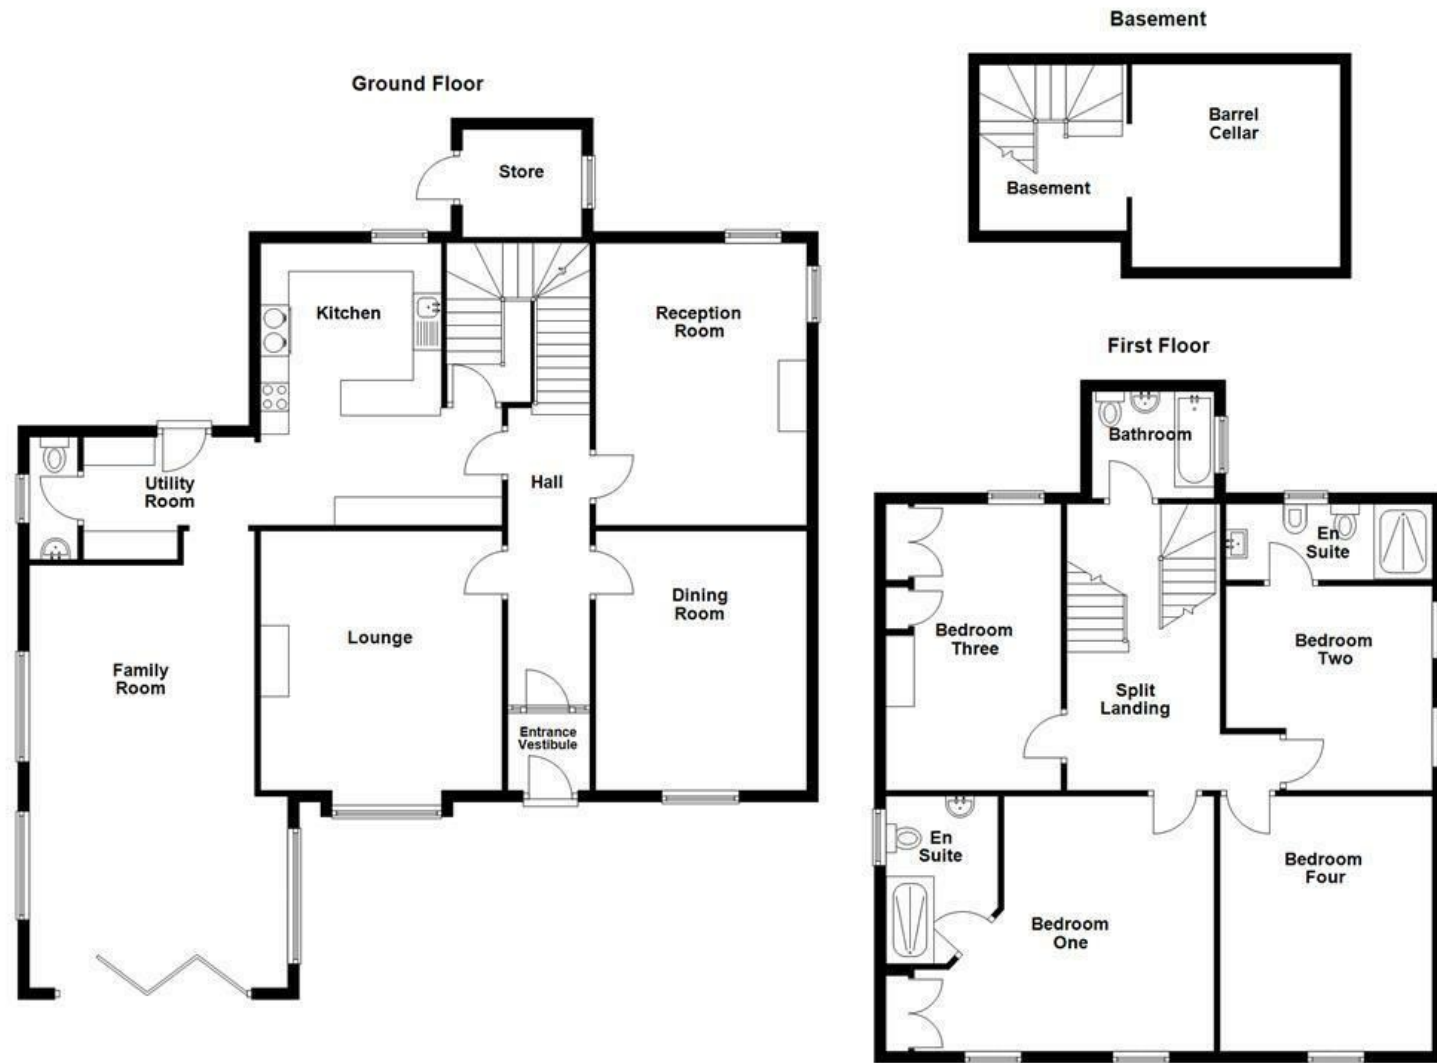 Basement
Barrel
Cellar
Basement
Ground Floor
Store
Kitchen
Reception
Room
Hall
Utility
Room
Dining
Room
Lounge
Family
Room
Entrance
Vestibule
First Floor
Bathroom
En
Suite
Bedroom
Three
Bedroom
Two
Split
Landing
En
Suite
Bedroom
Four
Bedroom
One